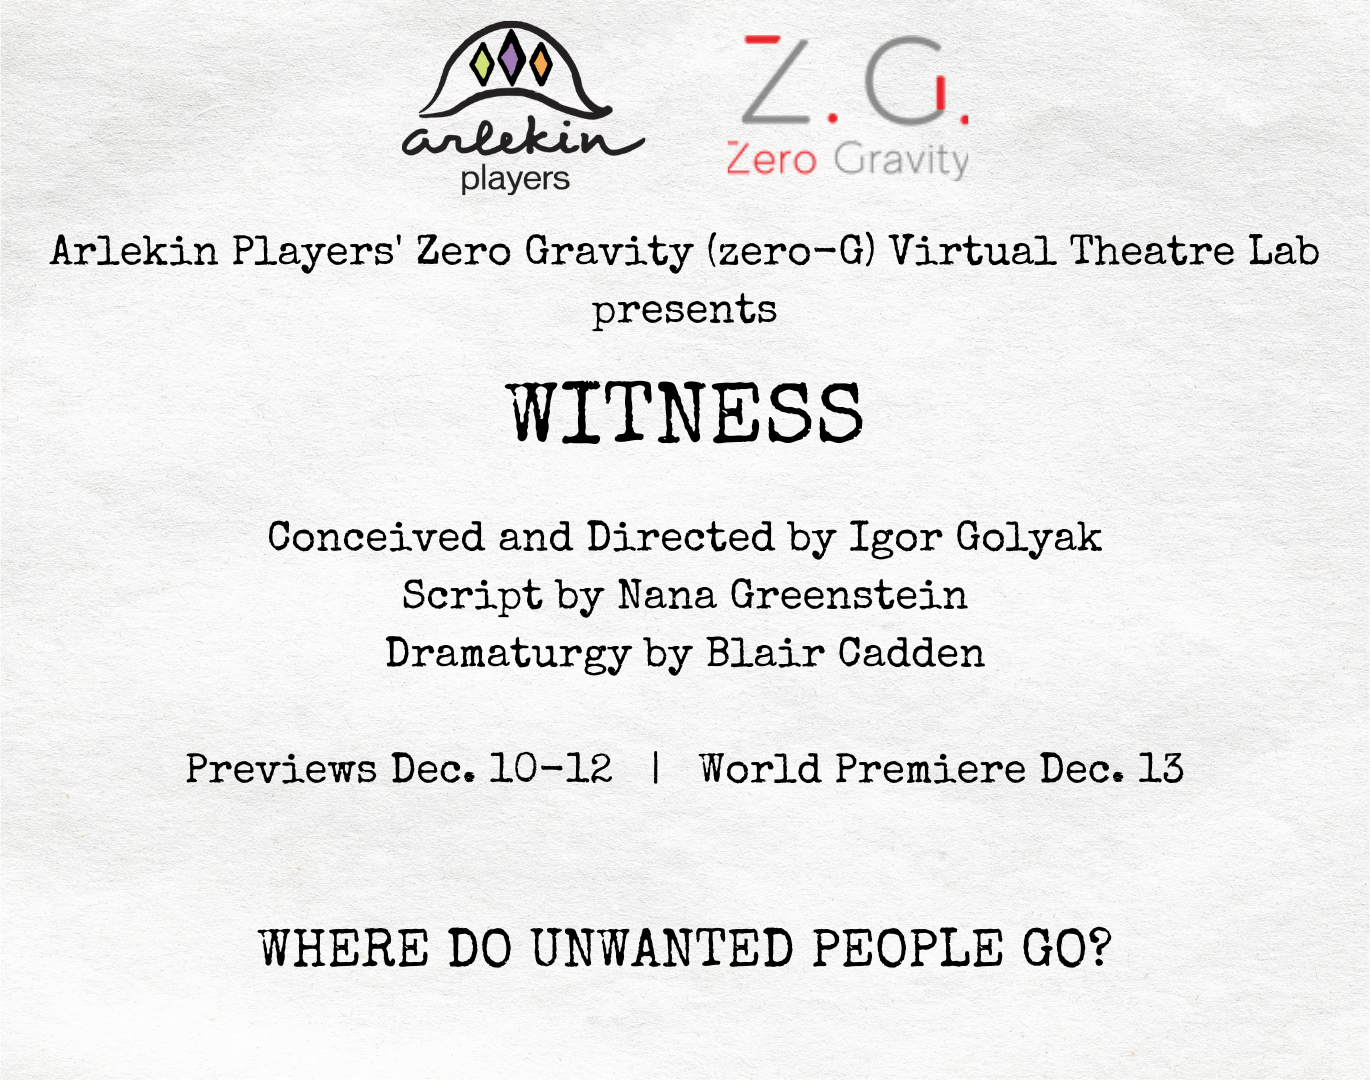 arlekin
players
Z.G.
Zero Gravity
Arlekin Players' Zero Gravity (zero-G) Virtual Theatre Lab
presents
WITNESS
Conceived and Directed by Igor Golyak
Script by Nana Greenstein
Dramaturgy by Blair Cadden
Previews Dec. 10-12 | World Premiere Dec. 13
WHERE DO UNWANTED PEOPLE GO?